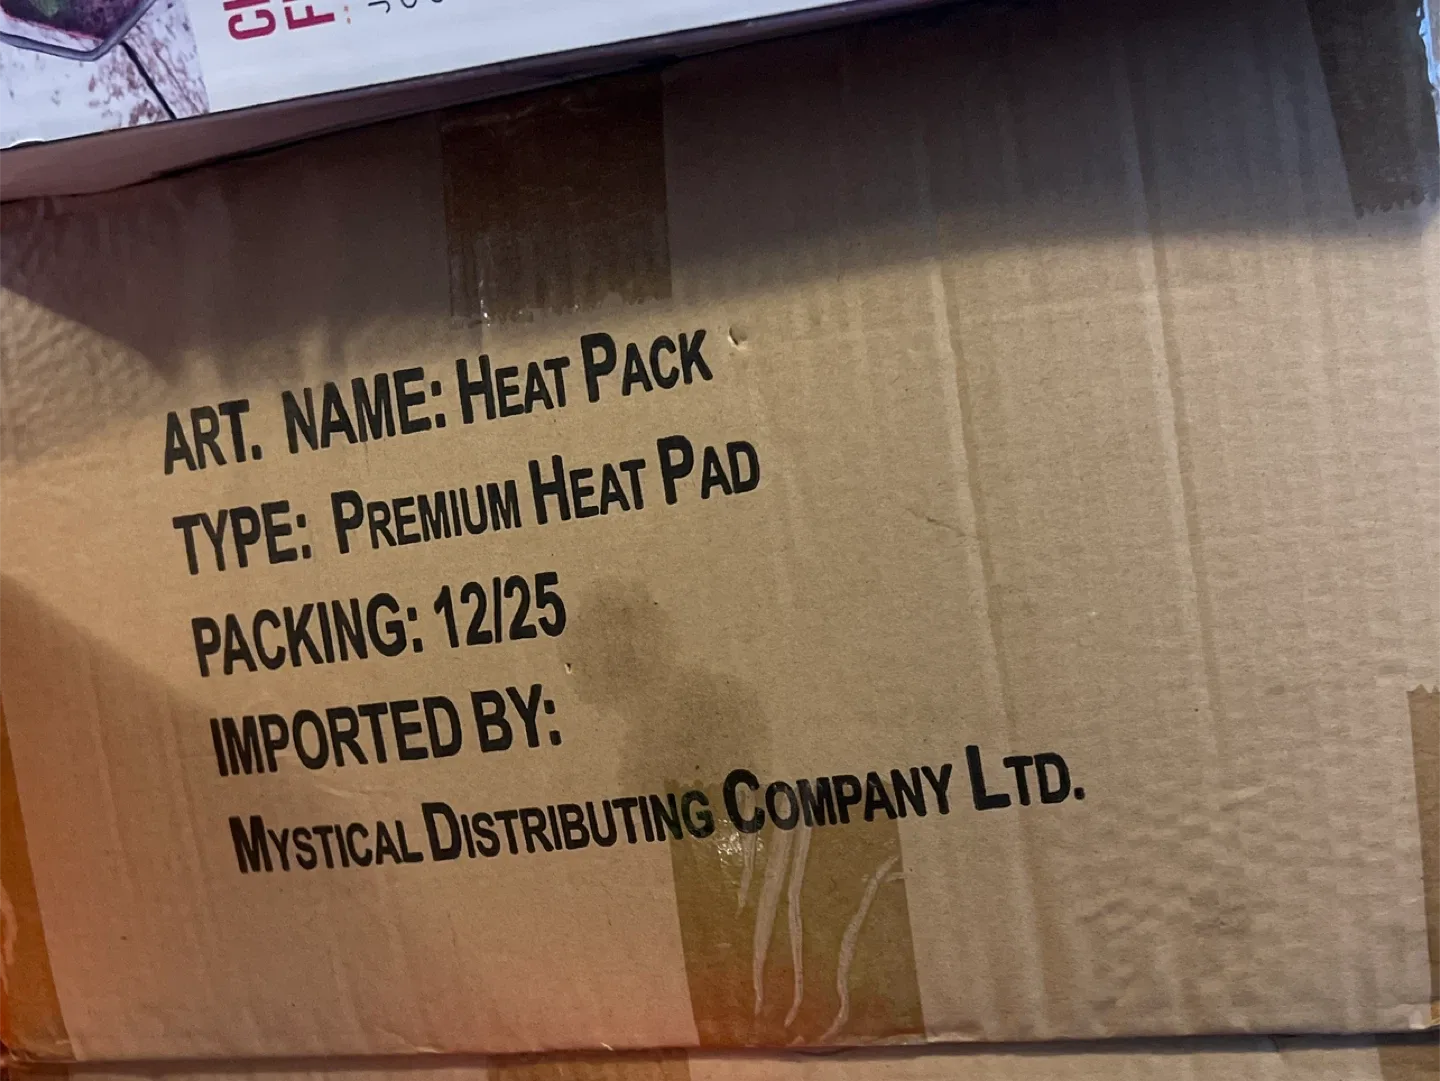 ART. NAME: HEAT PACK
TYPE: PREMIUM HEAT PAD
PACKING: 12/25
IMPORTED BY:
MYSTICAL DISTRIBUTING COMPANY LTD.